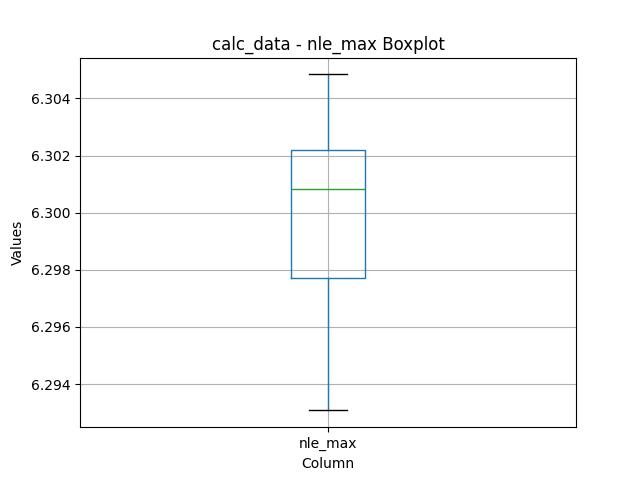 calc_data - nle_max Boxplot
6.304
6.302
6.300
6.298
6.296
6.294
Values
nle_max
Column